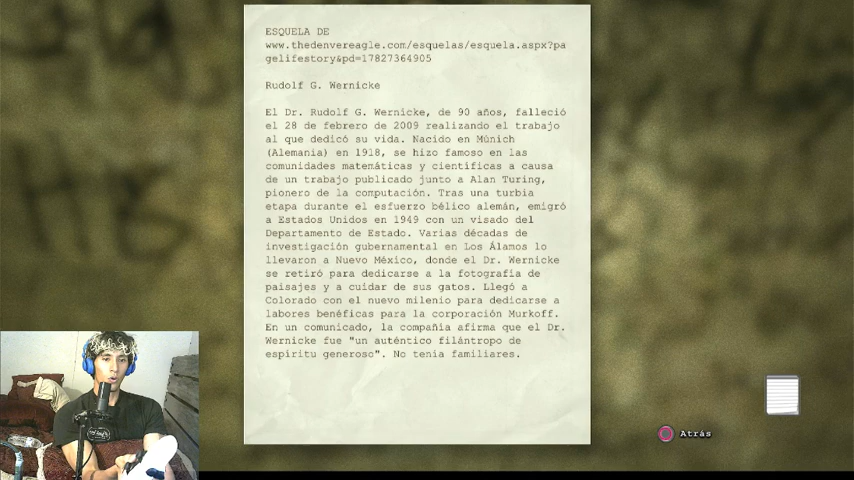 ESQUELA DE
www.thedenvereagle.com/esquelas/esquela.aspx?pa
gelifestory&pd=17827364905
Rudolf G. Wernicke
El Dr. Rudolf G. Wernicke, de 90 años, falleció
el 28 de febrero de 2009 realizando el trabajo
al que dedicó su vida. Nacido en Múnich
(Alemania) en 1918, se hizo famoso en las
comunidades matemáticas y científicas a causa
de un trabajo publicado junto a Alan Turing,
pionero de la computación. Tras una turbia
etapa durante el esfuerzo bélico alemán, emigró
a Estados Unidos en 1949 con un visado del
Departamento de Estado. Varias décadas de
investigación gubernamental en Los Álamos lo
llevaron a Nuevo México, donde el Dr. Wernicke
se retiró para dedicarse a la fotografía de
paisajes y a cuidar de sus gatos. Llegó a
Colorado con el nuevo milenio para dedicarse a
labores benéficas para la corporación Murkoff.
En un comunicado, la compañía afirma que el Dr.
Wernicke fue "un auténtico filántropo de
espíritu generoso". No tenía familiares.
Atrás